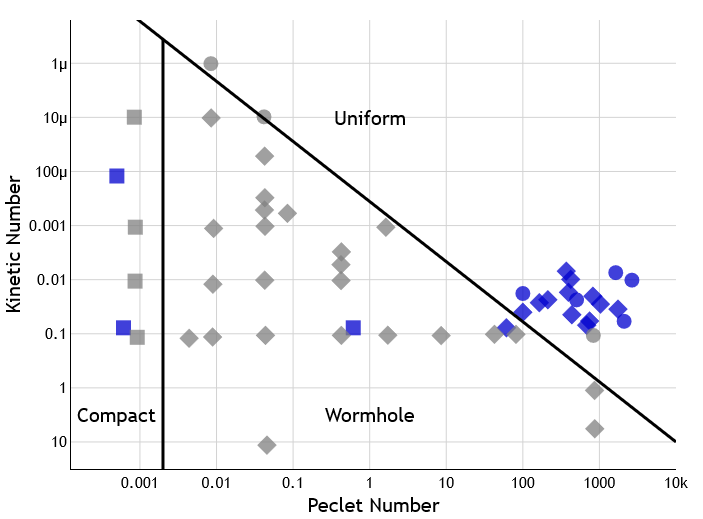 1μ
10μ
100μ
0.001
0.01
0.1
1
10
Kinetic Number
Uniform
Compact
Wormhole
0.001
0.01
0.1
1
10
100
1000
10k
Peclet Number